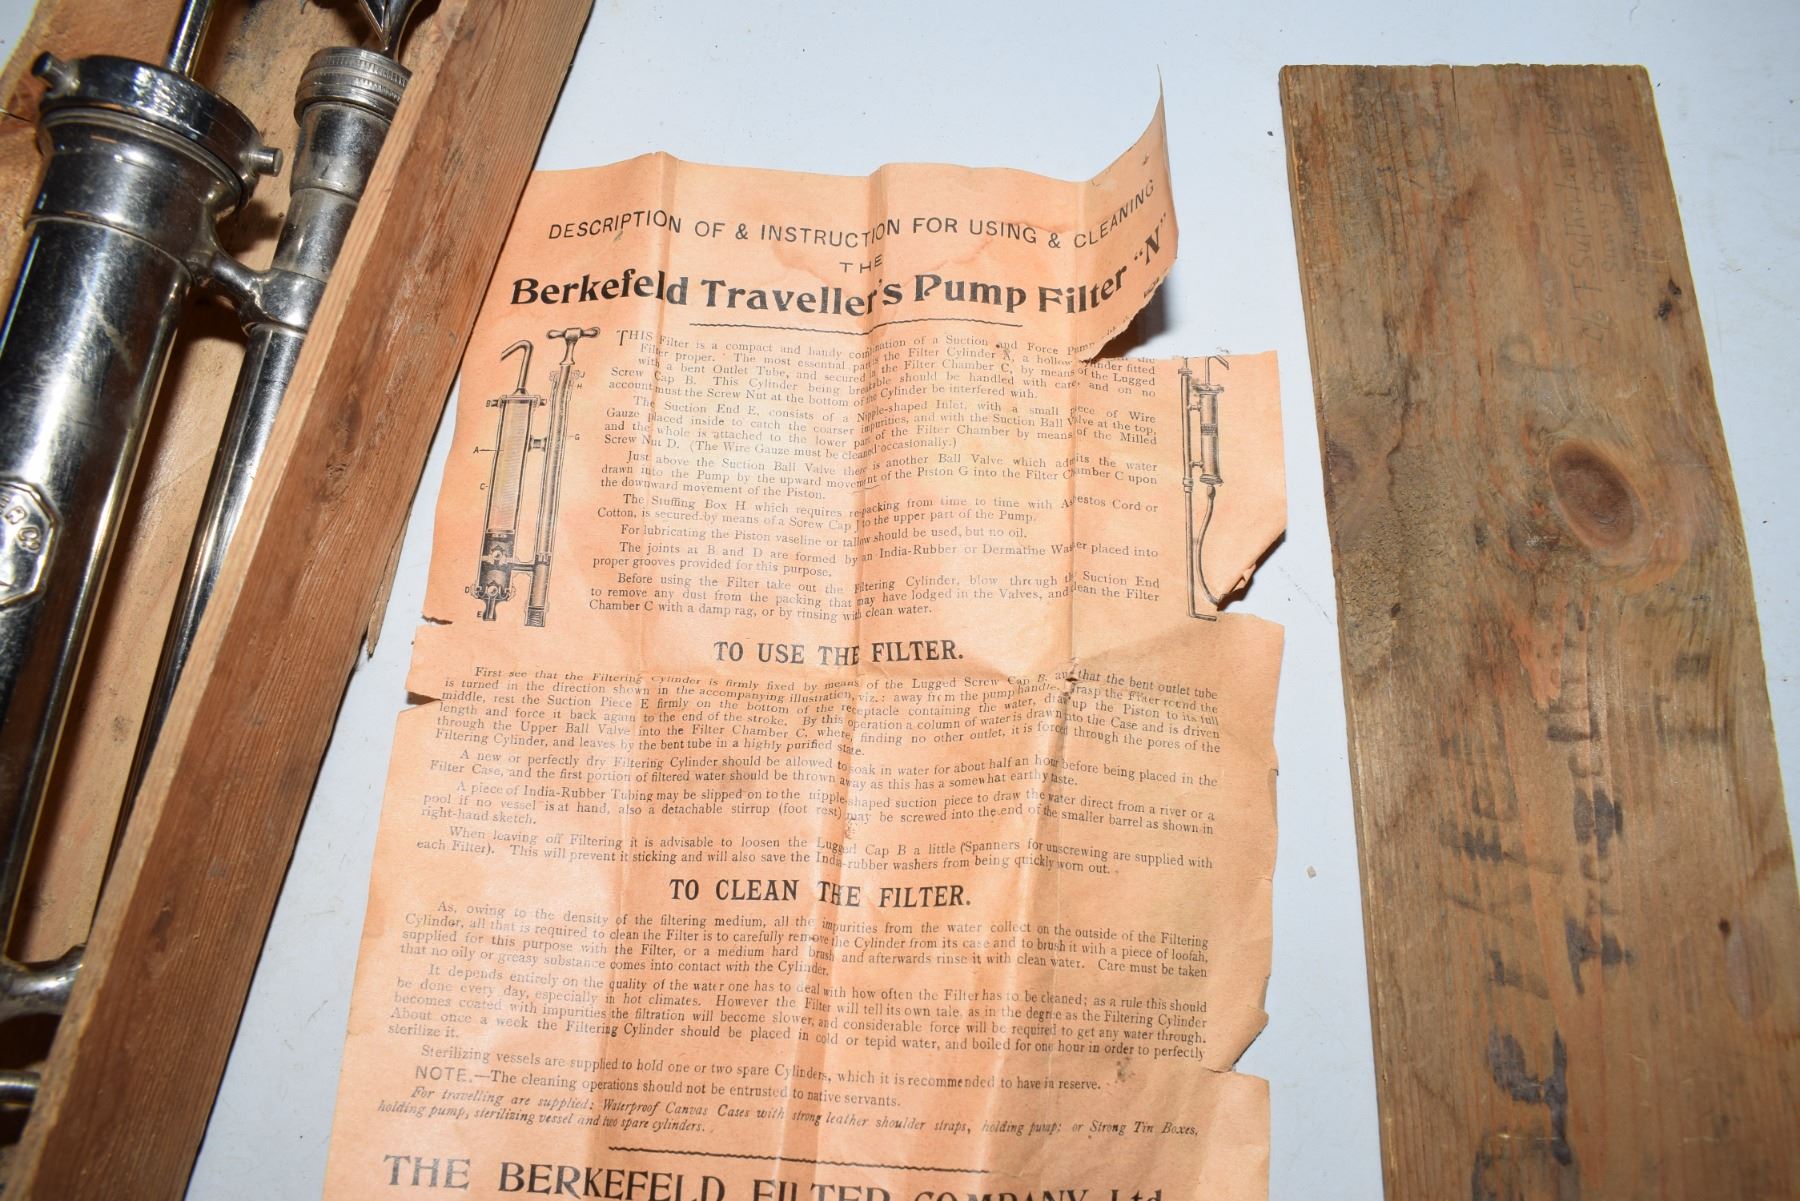 DESCRIPTION OF & INSTRUCTION FOR USING & CLEANING
THE
Berkefeld Traveller's Pump Filter "N"
THIS Filter is a compact and handy combination of a Suction and Force Pump
Filter proper. The most essential part is the Filter Cylinder A, a hollow cylinder fitted
with a bent Outlet Tube, and secured in the Filter Chamber C, by means of the Lugged
Screw Cap B. This Cylinder being breakable should be handled with care, and on no
account must the Screw Nut at the bottom of the Cylinder be interfered with.
The Suction End E, consists of a Nipple-shaped Inlet, with a small piece of Wire
Gauze placed inside to catch the coarser impurities, and with the Suction Ball Valve at the top,
and the whole is attached to the lower part of the Filter Chamber by means of the Milled
Screw Nut D. (The Wire Gauze must be cleaned occasionally.)
Just above the Suction Ball Valve there is another Ball Valve which admits the water
drawn into the Pump by the upward movement of the Piston G into the Filter Chamber C upon
the downward movement of the Piston.
The Stuffing Box H which requires re-packing from time to time with Asbestos Cord or
Cotton, is secured by means of a Screw Cap J to the upper part of the Pump.
For lubricating the Piston vaseline or tallow should be used, but no oil.
The joints at B and D are formed by an India-Rubber or Dermatine Washer placed into
proper grooves provided for this purpose.
Before using the Filter take out the Filtering Cylinder, blow through the Suction End
to remove any dust from the packing that may have lodged in the Valves, and clean the Filter
Chamber C with a damp rag, or by rinsing with clean water.
TO USE THE FILTER.
First see that the Filtering Cylinder is firmly fixed by means of the Lugged Screw Cap B, and that the bent outlet tube
is turned in the direction shown in the accompanying illustration, viz.: away from the pump handle. Grasp the Filter round the
middle, rest the Suction Piece E firmly on the bottom of the receptacle containing the water, draw up the Piston to its full
length and force it back again to the end of the stroke. By this operation a column of water is drawn into the Case and is driven
through the Upper Ball Valve into the Filter Chamber C, where, finding no other outlet, it is forced through the pores of the
Filtering Cylinder, and leaves by the bent tube in a highly purified state.
A new or perfectly dry Filtering Cylinder should be allowed to soak in water for about half an hour before being placed in the
Filter Case, and the first portion of filtered water should be thrown away as this has a somewhat earthy taste.
A piece of India-Rubber Tubing may be slipped on to the nipple-shaped suction piece to draw the water direct from a river or a
pool if no vessel is at hand, also a detachable stirrup (foot rest) may be screwed into the end of the smaller barrel as shown in
right-hand sketch.
When leaving off Filtering it is advisable to loosen the Lugged Cap B a little (Spanners for unscrewing are supplied with
each Filter). This will prevent it sticking and will also save the India-rubber washers from being quickly worn out.
TO CLEAN THE FILTER.
As, owing to the density of the filtering medium, all the impurities from the water collect on the outside of the Filtering
Cylinder, all that is required to clean the Filter is to carefully remove the Cylinder from its case and to brush it with a piece of loofah,
supplied for this purpose with the Filter, or a medium hard brush and afterwards rinse it with clean water. Care must be taken
that no oily or greasy substance comes into contact with the Cylinder.
It depends entirely on the quality of the water one has to deal with how often the Filter has to be cleaned; as a rule this should
be done every day, especially in hot climates. However the Filter will tell its own tale, as in the degree as the Filtering Cylinder
becomes coated with impurities the filtration will become slower, and considerable force will be required to get any water through.
About once a week the Filtering Cylinder should be placed in cold or tepid water, and boiled for one hour in order to perfectly
sterilize it.
Sterilizing vessels are supplied to hold one or two spare Cylinders, which it is recommended to have in reserve.
NOTE.—The cleaning operations should not be entrusted to native servants.
For travelling are supplied: Waterproof Canvas Cases with strong leather shoulder straps, holding pump; or Strong Tin Boxes,
holding pump, sterilizing vessel and two spare cylinders.
THE BERKEFELD FILTER COMPANY Ltd